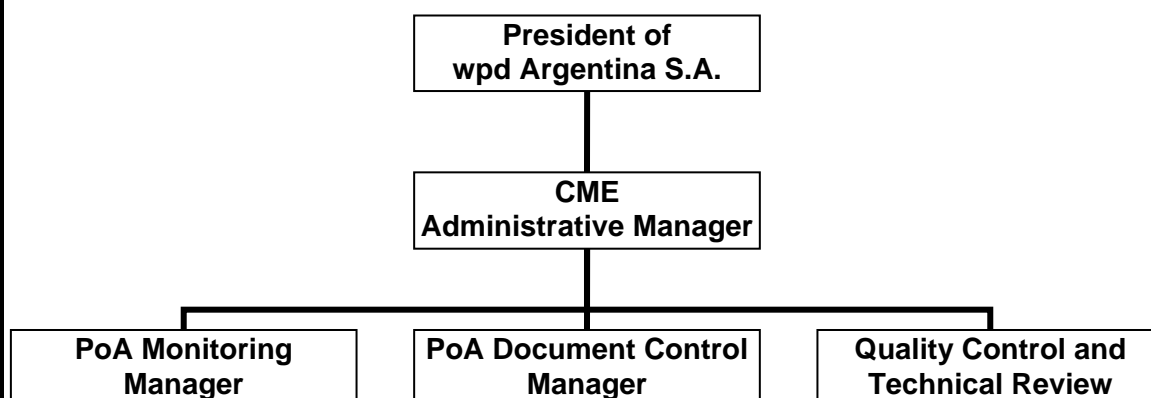 President of
wpd Argentina S.A.
CME
Administrative Manager
PoA Monitoring
Manager
PoA Document Control
Manager
Quality Control and
Technical Review